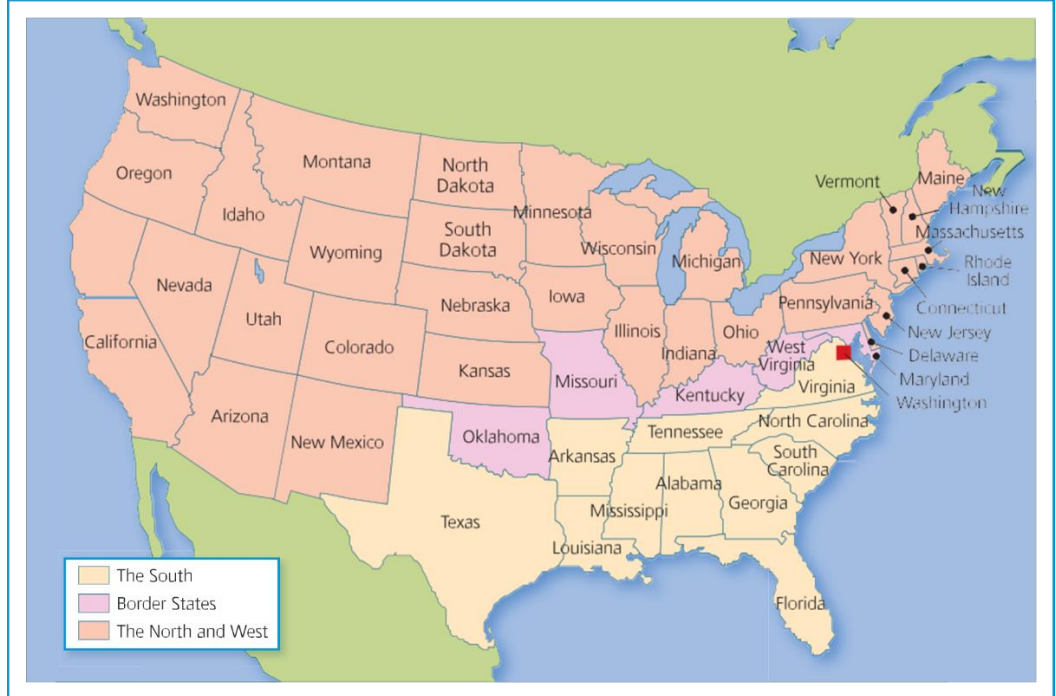 Washington
Oregon
Idaho
Montana
North
Dakota
South
Dakota
Minnesota
Wisconsin
Michigan
Wyoming
Nebraska
Iowa
Nevada
Utah
Colorado
California
Kansas
Arizona
New Mexico
Illinois
Indiana
Ohio
Missouri
Kentucky
West
Virginia
Oklahoma
Arkansas
Tennessee
Texas
Louisiana
Mississippi
Alabama
Georgia
Florida
South
Carolina
North Carolina
Virginia
Pennsylvania
New York
Vermont
Maine
New
Hampshire
Massachusetts
Rhode
Island
Connecticut
New Jersey
Delaware
Maryland
Washington
The South
Border States
The North and West